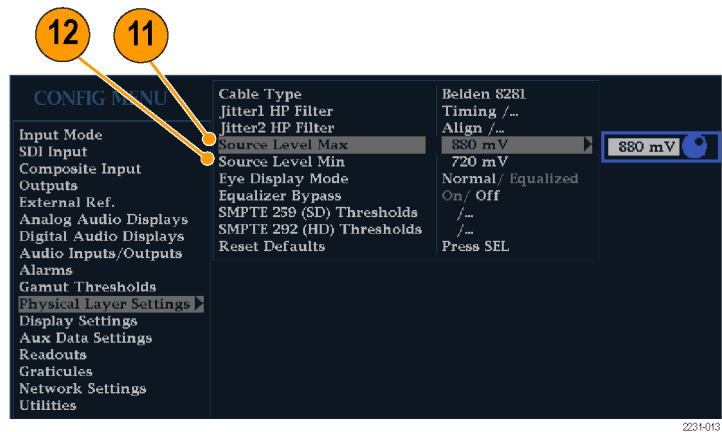 12 11
CONFIG MENU
Input Mode
SDI Input
Composite Input
Outputs
External Ref.
Analog Audio Displays
Digital Audio Displays
Audio Inputs/Outputs
Alarms
Gamut Thresholds
Physical Layer Settings
Display Settings
Aux Data Settings
Readouts
Graticules
Network Settings
Utilities
Cable Type Belden 8281
Jitter1 HP Filter Timing /...
Jitter2 HP Filter Align /...
Source Level Max 880 mV 880 mV
Source Level Min 720 mV
Eye Display Mode Normal/ Equalized
Equalizer Bypass On/ Off
SMPTE 259 (SD) Thresholds /...
SMPTE 292 (HD) Thresholds /...
Reset Defaults Press SEL
2231-013